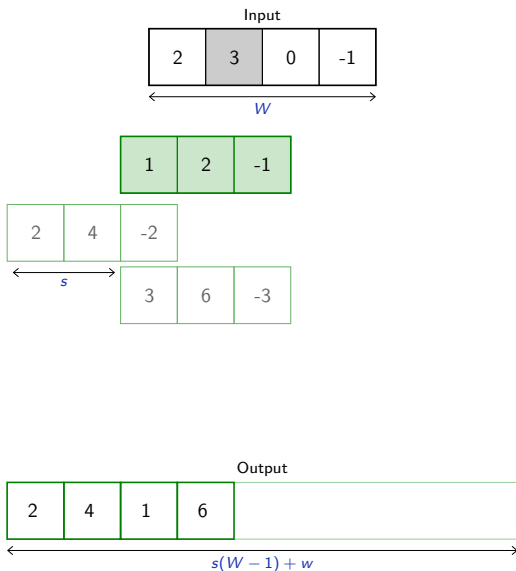 Input
2 3 0 -1
W
1 2 -1
2 4 -2
s
3 6 -3
Output
2 4 1 6
s(W − 1) + w